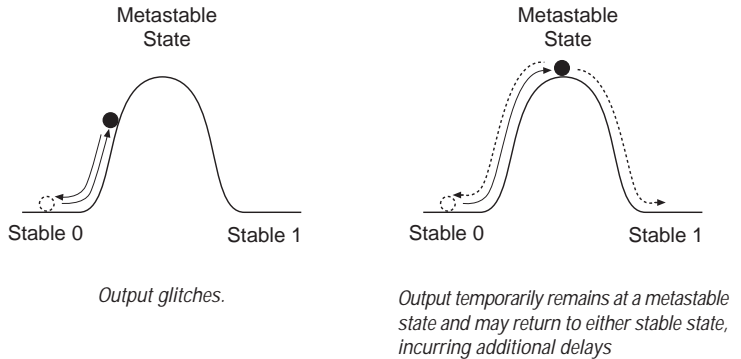 Metastable
State
Stable 0
Stable 1
Output glitches.
Metastable
State
Stable 0
Stable 1
Output temporarily remains at a metastable
state and may return to either stable state,
incurring additional delays